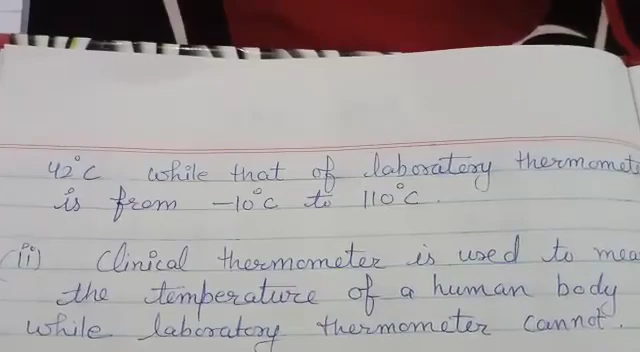 42°C while that of laboratory thermomet
is from -10°C to 110°C.
(ii) Clinical thermometer is used to mea
the temperature of a human body
while laboratory thermometer cannot.